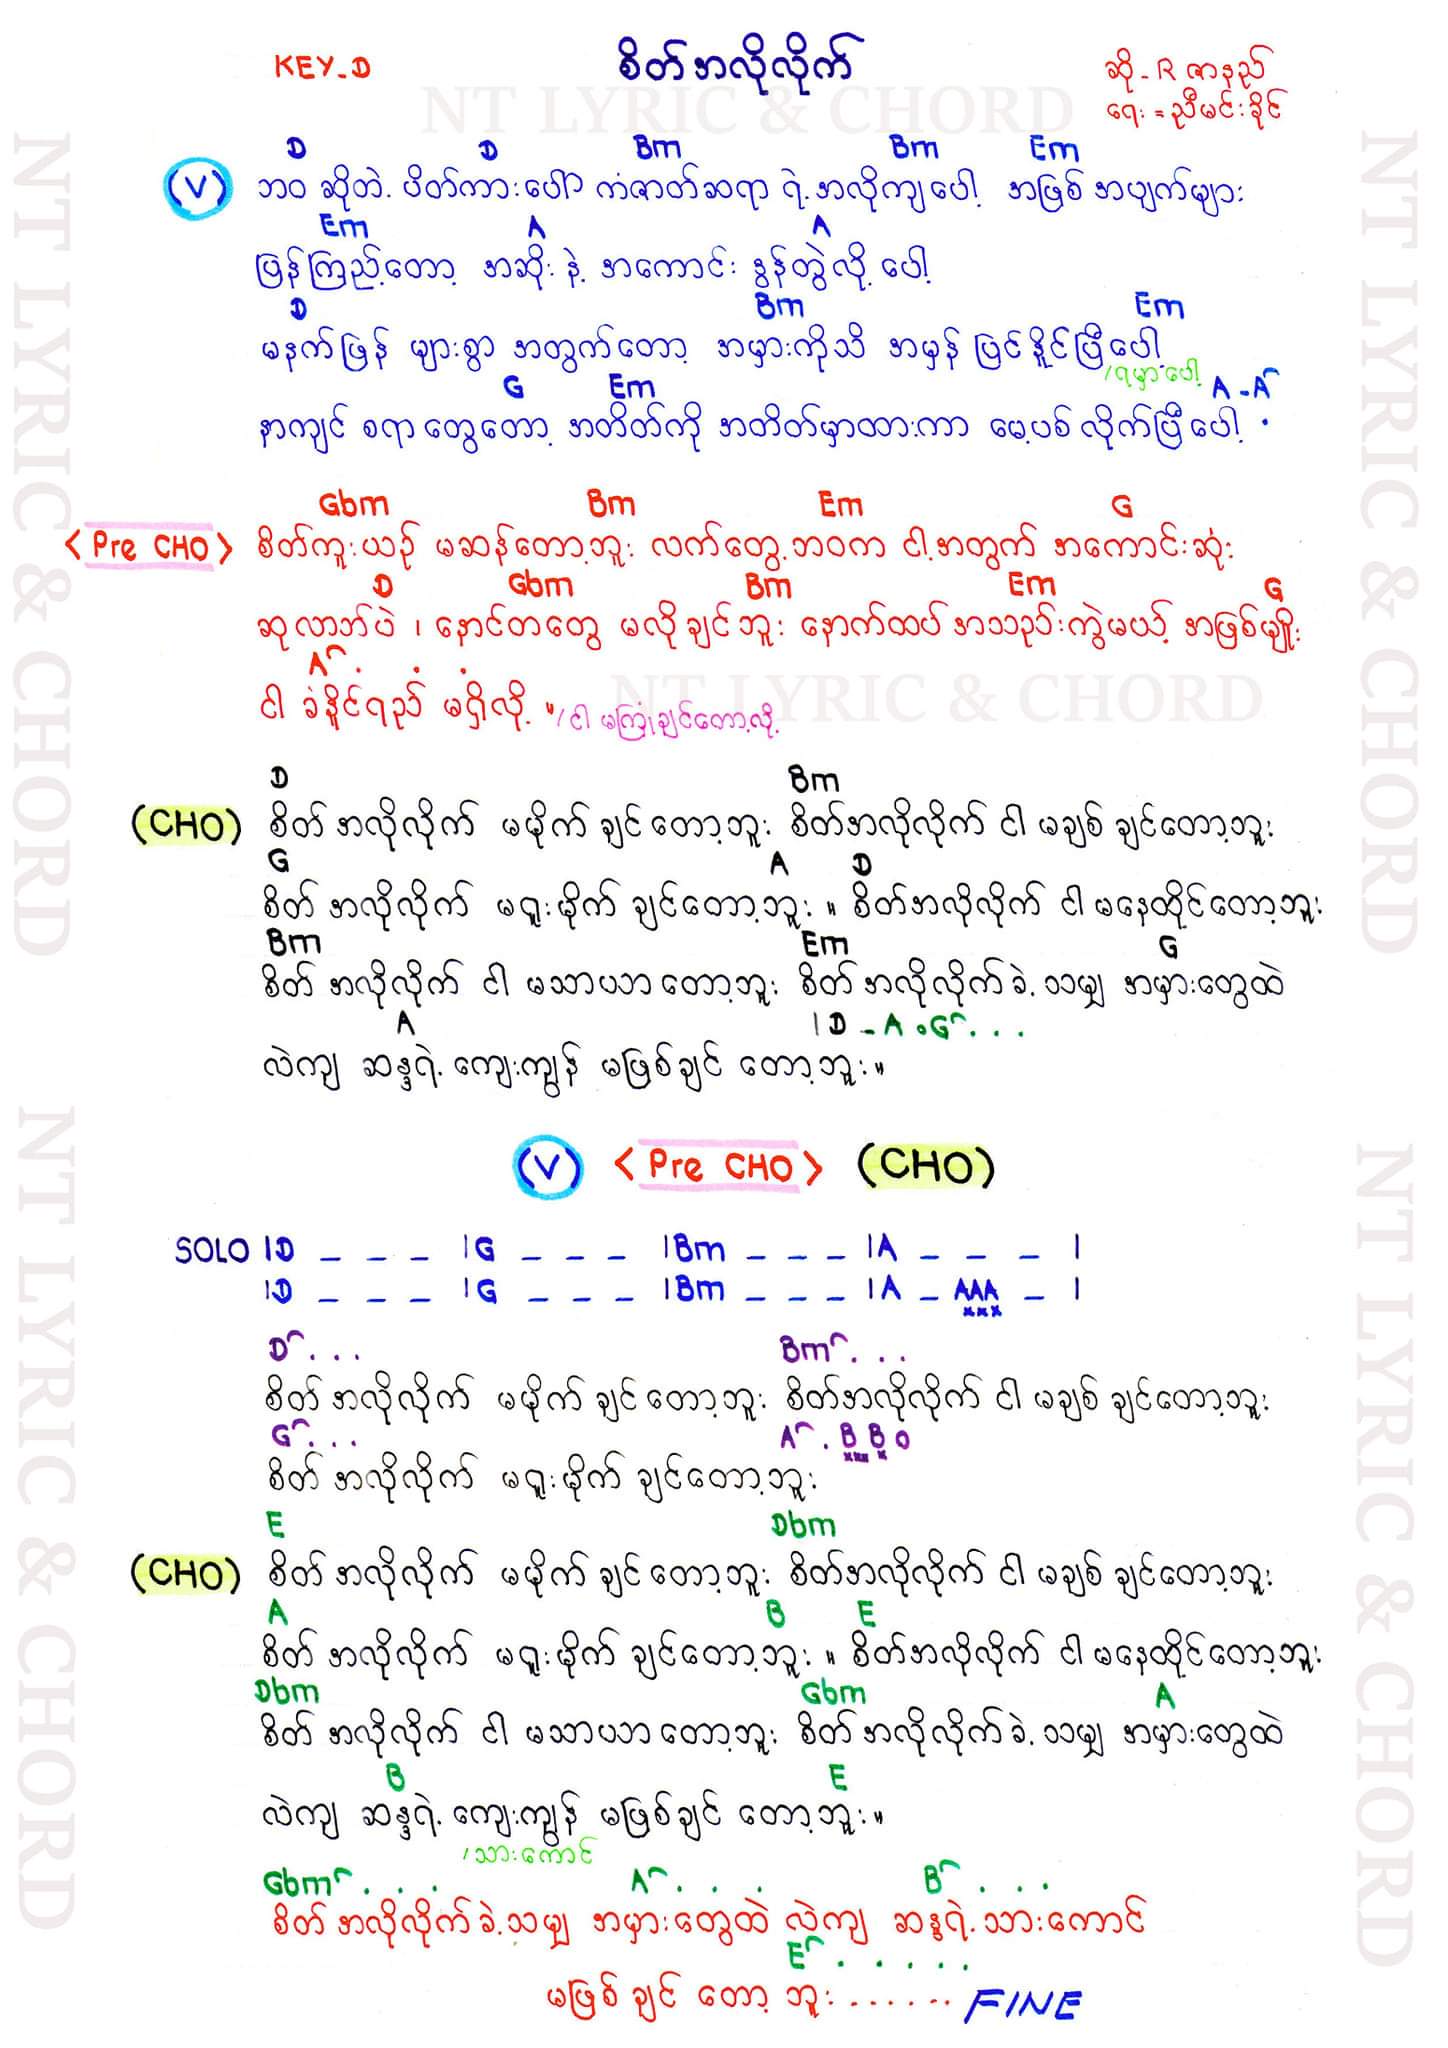 KEY_D
စိတ်အလိုလိုက်
ဆို - R ဇာနည်
ရေး = ညီမင်းခိုင်
NT LYRIC & CHORD
D D Bm Bm Em
(V) ဘဝ ဆိုတဲ့ ပိတ်ကားပေါ်
ကံဇာတ်ဆရာ ရဲ့ အလိုကျပေါ့ အဖြစ် အပျက်များ
Em A A
ပြန်ကြည့်တော့ အဆိုး နဲ့ အကောင်း ဒွန်တွဲလို့ ပေါ့
D Bm Em
မနက်ဖြန် များစွာ အတွက်တော့ အမှားကိုသိ အမှန် ပြင်နိုင်ပြီပေါ့
/ရမှာပေါ့
G Em A - A
နာကျင် စရာ တွေတော့ အတိတ်ကို အတိတ်မှာထားကာ မေ့ပစ် လိုက်ပြီ ပေါ့
Gbm Bm Em G
<Pre CHO> စိတ်ကူးယဉ် မဆန်တော့ဘူး လက်တွေ့ဘဝက ငါ့အတွက် အကောင်းဆုံး
D Gbm Bm Em G
ဆုလာဘ်ပဲ ၊ နောင်တတွေ မလိုချင်ဘူး နောက်ထပ် အသည်းကွဲမယ့် အဖြစ်မျိုး
A . . .
ငါ ခံနိုင်ရည် မရှိလို့ ။ /ငါ မကြုံချင်တော့လို့
NT LYRIC & CHORD
D Bm
(CHO) စိတ် အလိုလိုက် မမိုက် ချင် တော့ဘူး စိတ်အလိုလိုက် ငါ မချစ် ချင်တော့ဘူး
G A D
စိတ် အလိုလိုက် မရူးမိုက် ချင်တော့ဘူး ။ စိတ်အလိုလိုက် ငါ မနေထိုင်တော့ဘူး
Bm Em G
စိတ် အလိုလိုက် ငါ မသာယာ တော့ဘူး စိတ် အလိုလိုက်ခဲ့ သမျှ အမှားတွေထဲ
A |D - A . G . . .
လဲကျ ဆန္ဒရဲ့ ကျေးကျွန် မဖြစ်ချင် တော့ဘူး ။
(V) <Pre CHO> (CHO)
SOLO |D _ _ _ |G _ _ _ |Bm _ _ _ |A _ _ _ |
|D _ _ _ |G _ _ _ |Bm _ _ _ |A _ AAA _ |
xxx
D . . . Bm . . .
စိတ် အလိုလိုက် မမိုက် ချင် တော့ဘူး စိတ်အလိုလိုက် ငါ မချစ် ချင်တော့ဘူး
G . . . A . B B o
စိတ် အလိုလိုက် မရူးမိုက် ချင်တော့ဘူး
E Dbm
(CHO) စိတ် အလိုလိုက် မမိုက် ချင် တော့ဘူး စိတ်အလိုလိုက် ငါ မချစ် ချင်တော့ဘူး
A B E
စိတ် အလိုလိုက် မရူးမိုက် ချင်တော့ဘူး ။ စိတ်အလိုလိုက် ငါ မနေထိုင်တော့ဘူး
Dbm Gbm A
စိတ် အလိုလိုက် ငါ မသာယာ တော့ဘူး စိတ် အလိုလိုက်ခဲ့ သမျှ အမှားတွေထဲ
B E
လဲကျ ဆန္ဒရဲ့ ကျေးကျွန် မဖြစ်ချင် တော့ဘူး ။
/သားကောင်
Gbm . . . A . . . B . . .
စိတ် အလိုလိုက်ခဲ့သမျှ အမှားတွေထဲ လဲကျ ဆန္ဒရဲ့ သားကောင်
E . . . . .
မဖြစ် ချင် တော့ ဘူး ....... FINE
NT LYRIC & CHORD
NT LYRIC & CHORD
NT LYRIC & CHORD
NT LYRIC & CHORD